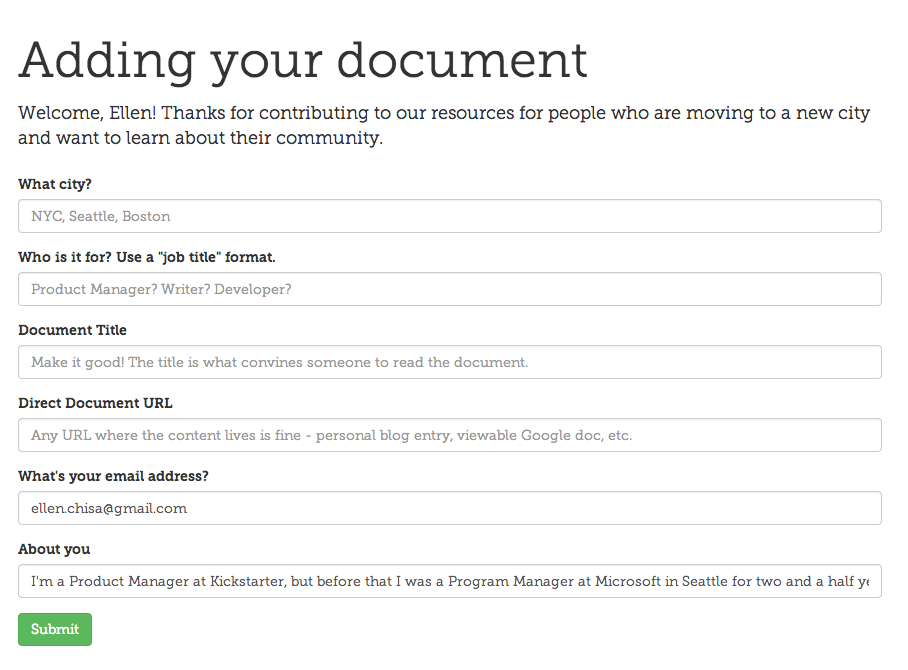 Adding your document
Welcome, Ellen! Thanks for contributing to our resources for people who are moving to a new city
and want to learn about their community.
What city?
NYC, Seattle, Boston
Who is it for? Use a "job title" format.
Product Manager? Writer? Developer?
Document Title
Make it good! The title is what convines someone to read the document.
Direct Document URL
Any URL where the content lives is fine - personal blog entry, viewable Google doc, etc.
What's your email address?
ellen.chisa@gmail.com
About you
I'm a Product Manager at Kickstarter, but before that I was a Program Manager at Microsoft in Seattle for two and a half ye
Submit